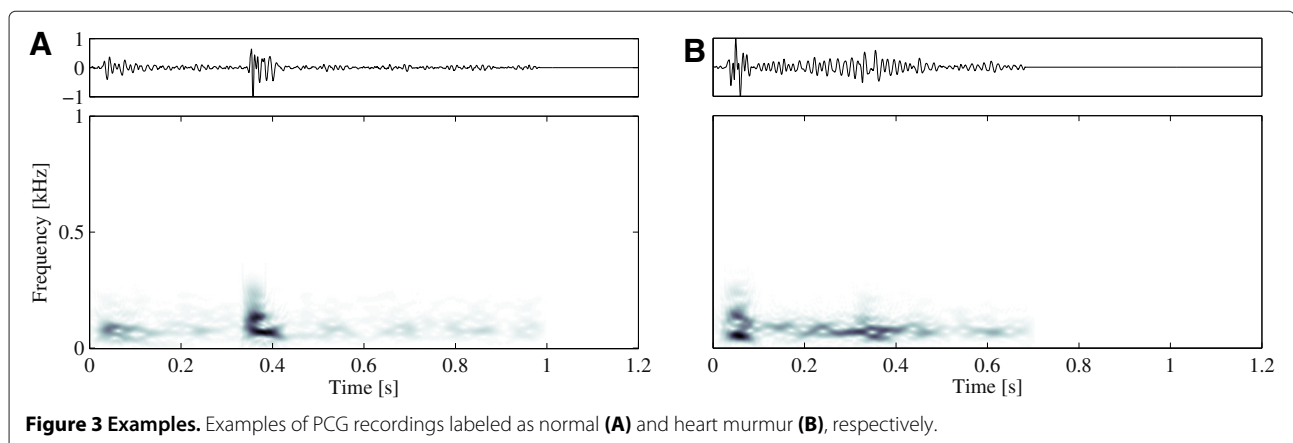 A
1
0
−1
1
0.5
0
Frequency [kHz]
0 0.2 0.4 0.6 0.8 1 1.2
Time [s]
B
0 0.2 0.4 0.6 0.8 1 1.2
Time [s]
Figure 3 Examples. Examples of PCG recordings labeled as normal (A) and heart murmur (B), respectively.